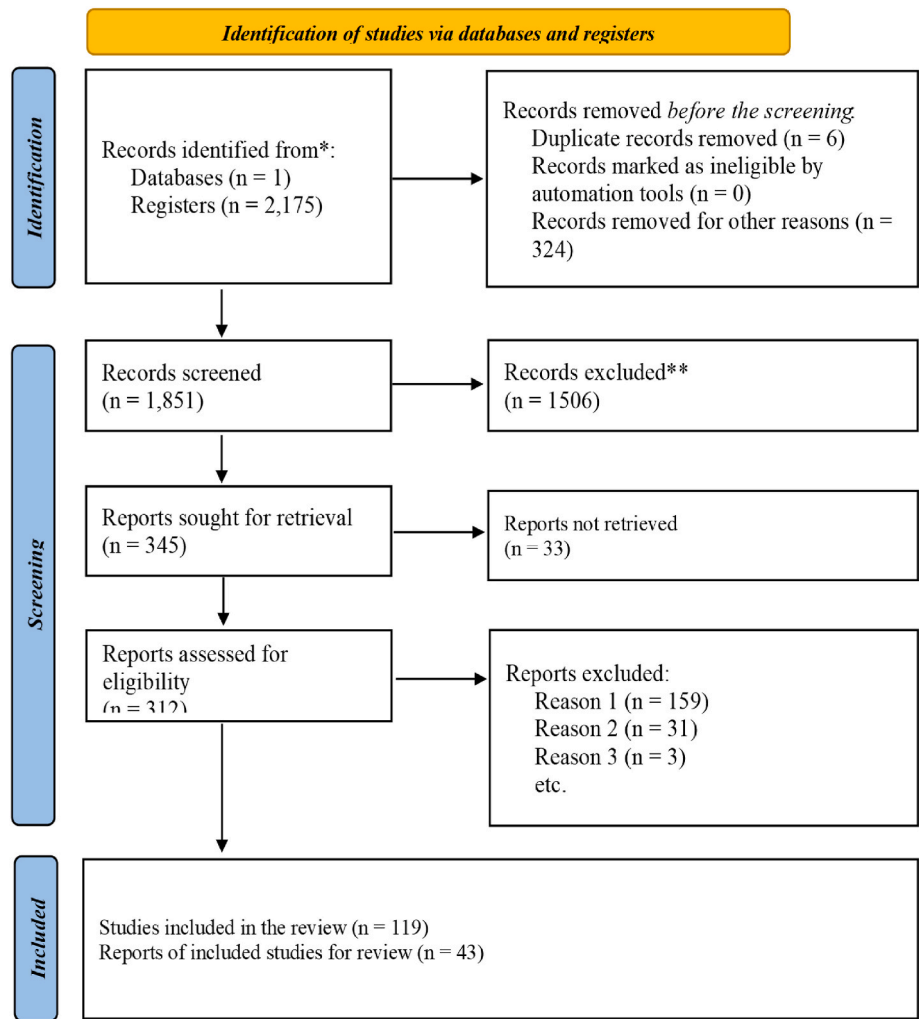 Identification of studies via databases and registers
Identification
Records identified from*:
Databases (n = 1)
Registers (n = 2,175)
Records removed before the screening:
Duplicate records removed (n = 6)
Records marked as ineligible by
automation tools (n = 0)
Records removed for other reasons (n =
324)
Screening
Records screened
(n = 1,851)
Records excluded**
(n = 1506)
Reports sought for retrieval
(n = 345)
Reports not retrieved
(n = 33)
Reports assessed for
eligibility
(n = 312)
Reports excluded:
Reason 1 (n = 159)
Reason 2 (n = 31)
Reason 3 (n = 3)
etc.
Included
Studies included in the review (n = 119)
Reports of included studies for review (n = 43)